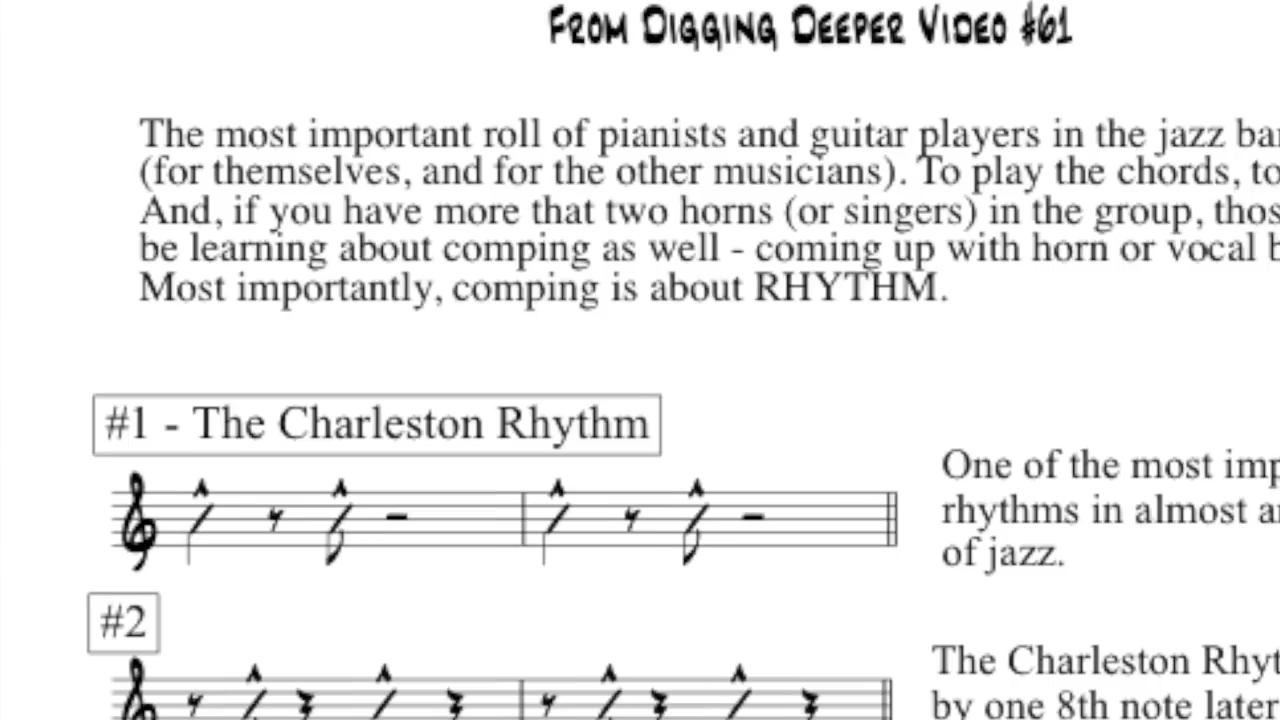 From Digging Deeper Video #61
The most important roll of pianists and guitar players in the jazz
(for themselves, and for the other musicians). To play the chords, to
And, if you have more that two horns (or singers) in the group,
be learning about comping as well - coming up with horn or vocal
Most importantly, comping is about RHYTHM.
#1 - The Charleston Rhythm
One of the most
rhythms in almost
of jazz.
#2
The Charleston
by one 8th note later